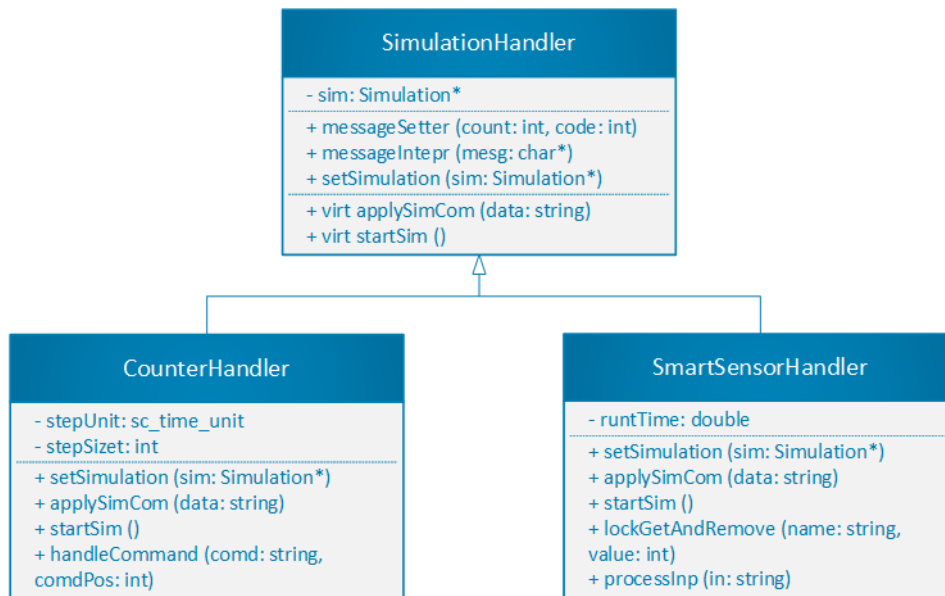 SimulationHandler
- sim: Simulation*
+ messageSetter (count: int, code: int)
+ messageIntepr (mesg: char*)
+ setSimulation (sim: Simulation*)
+ virt applySimCom (data: string)
+ virt startSim ()
CounterHandler
- stepUnit: sc_time_unit
- stepSizet: int
+ setSimulation (sim: Simulation*)
+ applySimCom (data: string)
+ startSim ()
+ handleCommand (comd: string,
comdPos: int)
SmartSensorHandler
- runtTime: double
+ setSimulation (sim: Simulation*)
+ applySimCom (data: string)
+ startSim ()
+ lockGetAndRemove (name: string,
value: int)
+ processInp (in: string)